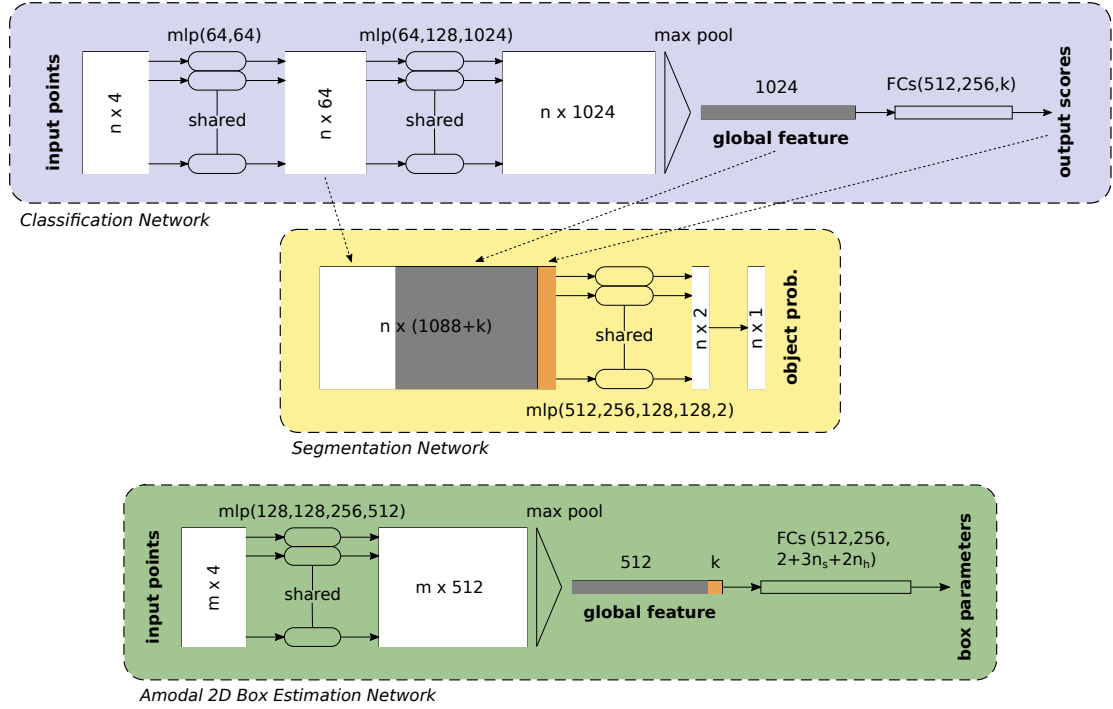 mlp(64,64)
mlp(64,128,1024)
max pool
input points
n x 4
shared
n x 64
shared
n x 1024
1024
global feature
FCs(512,256,k)
output scores
Classification Network
n x (1088+k)
shared
mlp(512,256,128,128,2)
n x 2
n x 1
object prob.
Segmentation Network
mlp(128,128,256,512)
max pool
input points
m x 4
shared
m x 512
512
k
global feature
FCs (512,256,
2+3nₛ+2nₕ)
box parameters
Amodal 2D Box Estimation Network